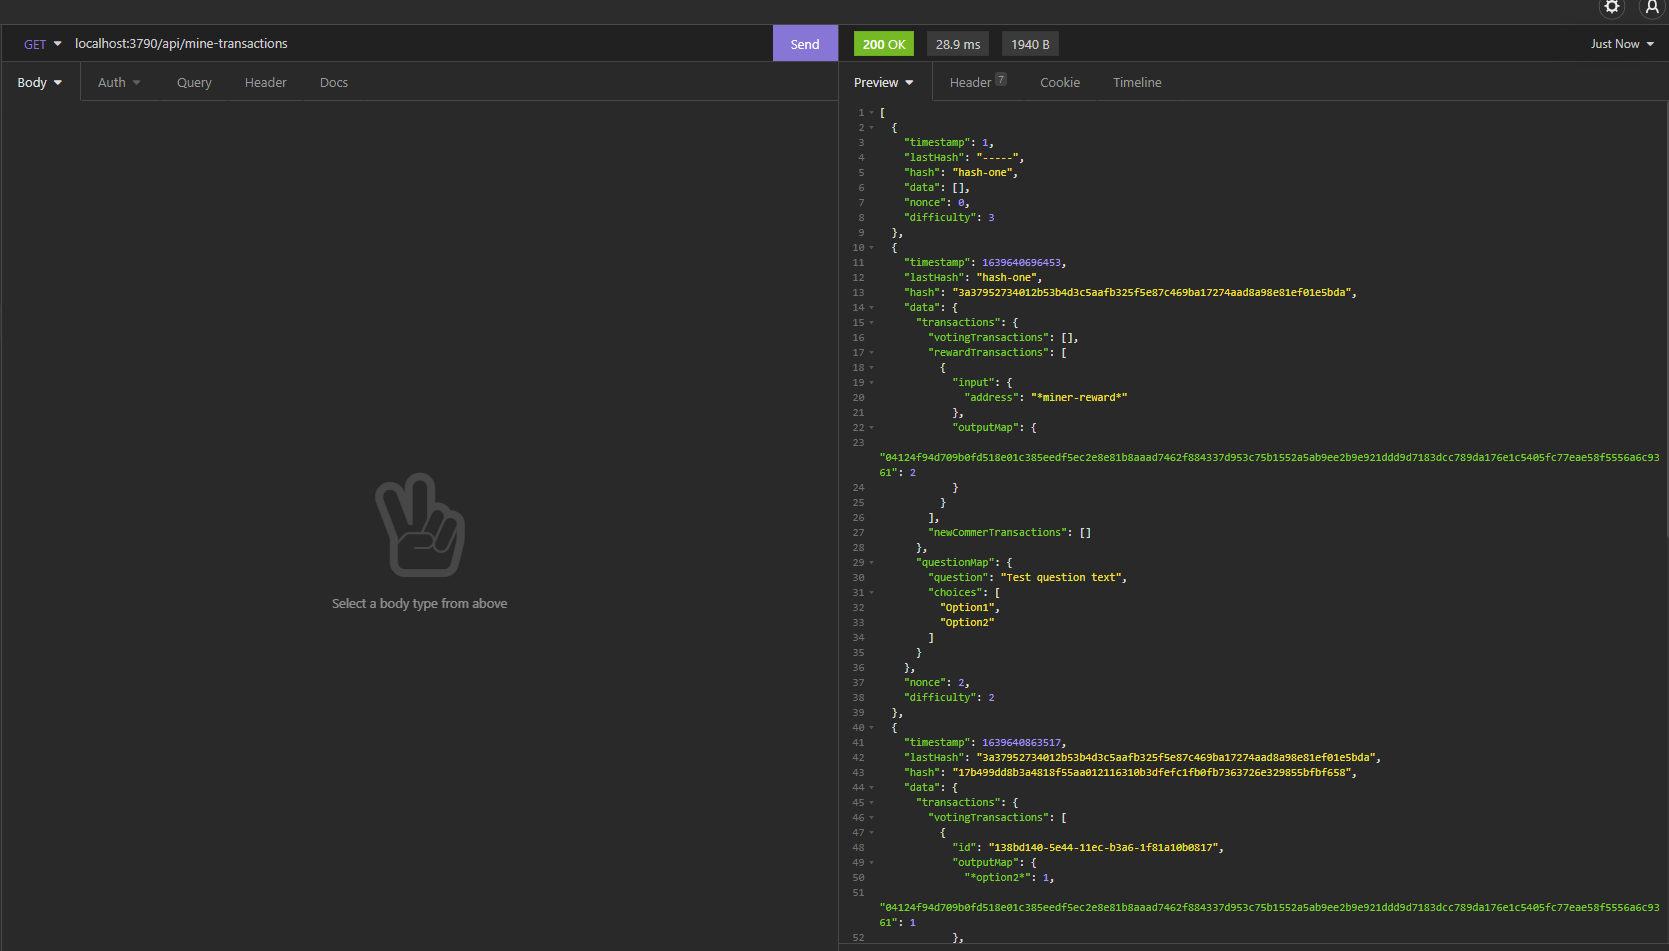 GET localhost:3790/api/mine-transactions Send 200 OK 28.9 ms 1940 B Just Now
Body Auth Query Header Docs Preview Header 7 Cookie Timeline
Select a body type from above
1 [
2 {
3 "timestamp": 1,
4 "lastHash": "-----",
5 "hash": "hash-one",
6 "data": [],
7 "nonce": 0,
8 "difficulty": 3
9 },
10 {
11 "timestamp": 1639640696453,
12 "lastHash": "hash-one",
13 "hash": "3a37952734012b53b4d3c5aafb325f5e87c469ba17274aad8a98e81ef01e5bda",
14 "data": {
15 "transactions": {
16 "votingTransactions": [],
17 "rewardTransactions": [
18 {
19 "input": {
20 "address": "*miner-reward*"
21 },
22 "outputMap": {
23
"04124f94d709b0fd518e01c385eedf5ec2e8e81b8aaad7462f884337d953c75b1552a5ab9ee2b9e921ddd9d7183dcc789da176e1c5405fc77eae58f5556a6c93
61": 2
24 }
25 }
26 ],
27 "newCommerTransactions": []
28 },
29 "questionMap": {
30 "question": "Test question text",
31 "choices": [
32 "Option1",
33 "Option2"
34 ]
35 }
36 },
37 "nonce": 2,
38 "difficulty": 2
39 },
40 {
41 "timestamp": 1639640863517,
42 "lastHash": "3a37952734012b53b4d3c5aafb325f5e87c469ba17274aad8a98e81ef01e5bda",
43 "hash": "17b499dd8b3a4818f55aa012116310b3dfefc1fb0fb7363726e329855bfbf658",
44 "data": {
45 "transactions": {
46 "votingTransactions": [
47 {
48 "id": "138bd140-5e44-11ec-b3a6-1f81a10b0817",
49 "outputMap": {
50 "*option2*": 1,
51
"04124f94d709b0fd518e01c385eedf5ec2e8e81b8aaad7462f884337d953c75b1552a5ab9ee2b9e921ddd9d7183dcc789da176e1c5405fc77eae58f5556a6c93
61": 1
52 },